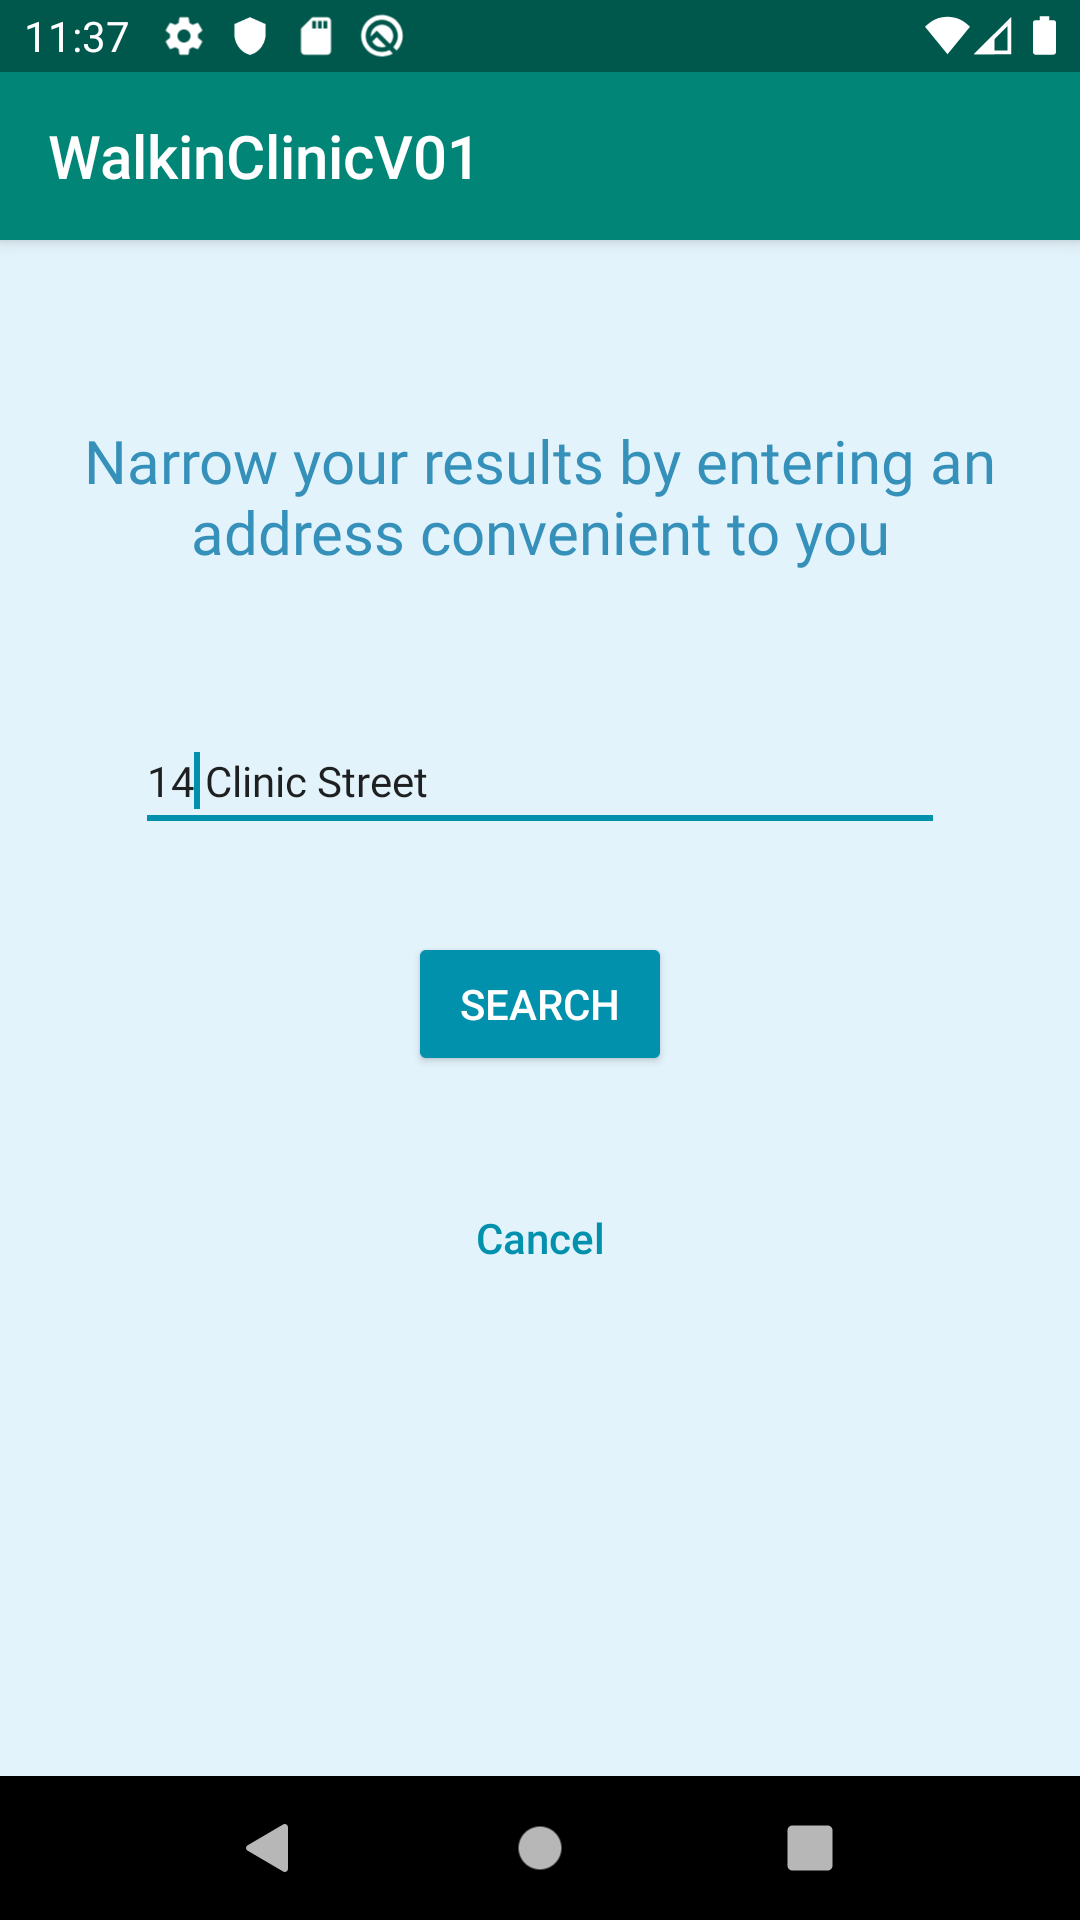 11:37
WalkinClinicV01
Narrow your results by entering an
address convenient to you
14 Clinic Street
SEARCH
Cancel